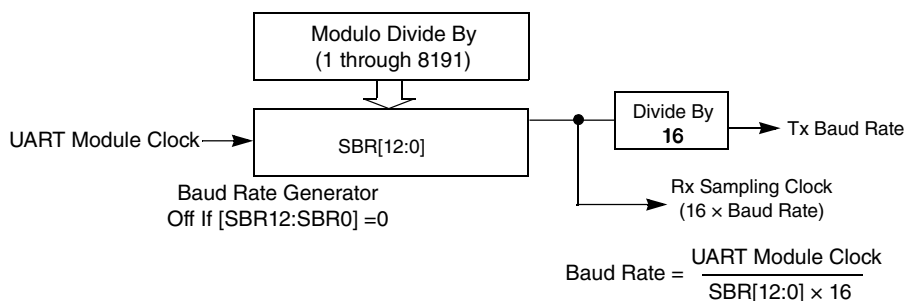 Modulo Divide By
(1 through 8191)
UART Module Clock
SBR[12:0]
Divide By
16
Tx Baud Rate
Baud Rate Generator
Off If [SBR12:SBR0] =0
Rx Sampling Clock
(16 × Baud Rate)
Baud Rate =
UART Module Clock
SBR[12:0] × 16